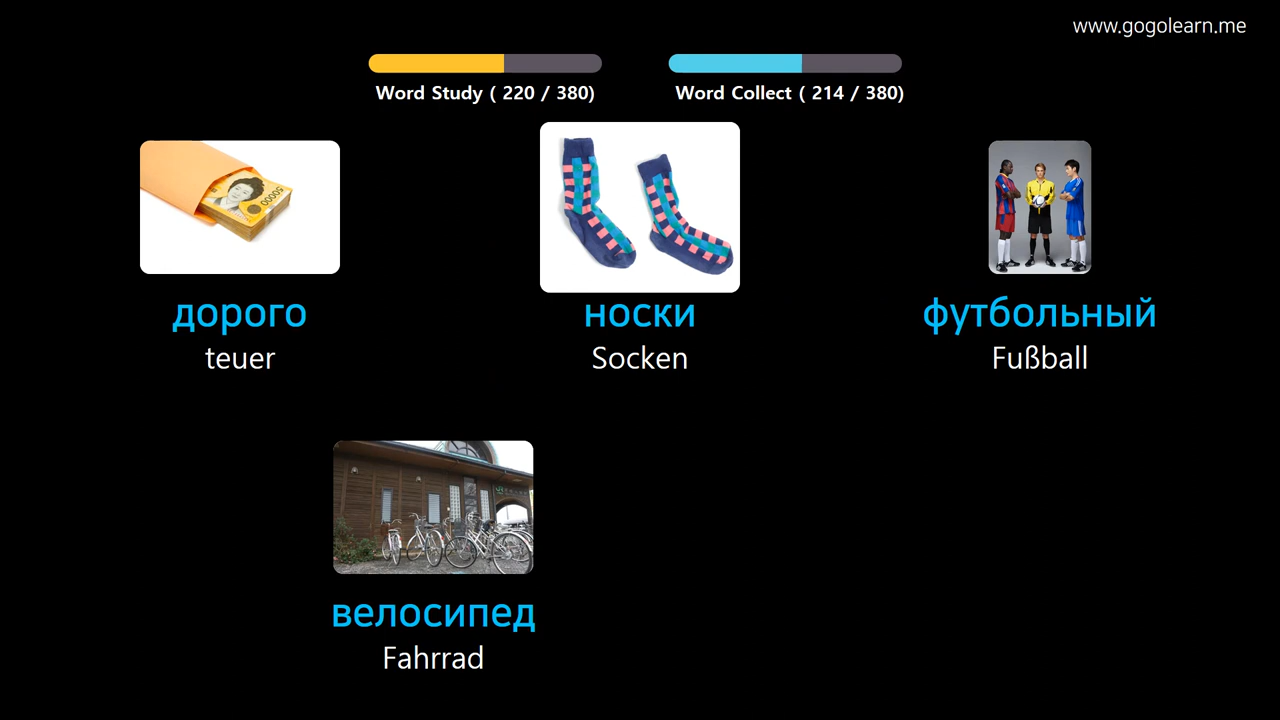 www.gogolearn.me
Word Study ( 220 / 380)
Word Collect ( 214 / 380)
50000
дорого
teuer
носки
Socken
футбольный
Fußball
велосипед
Fahrrad